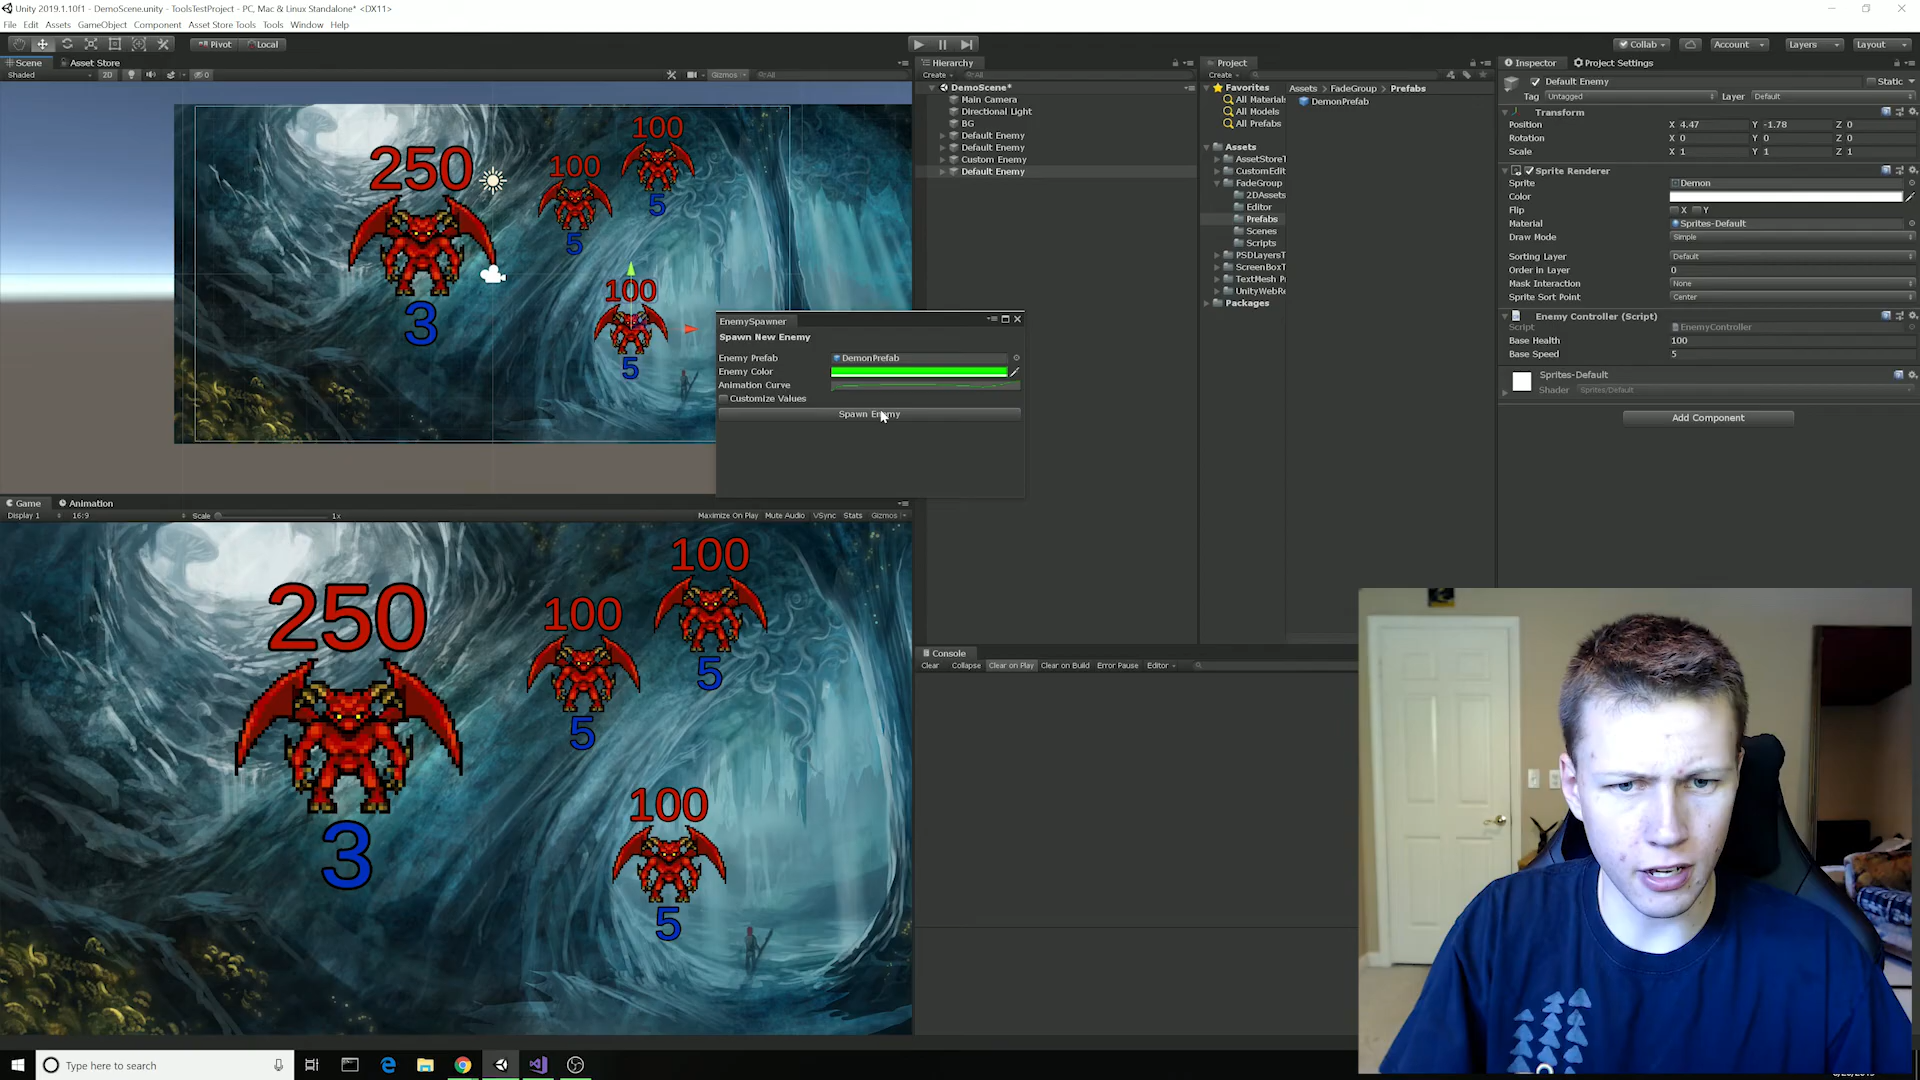 Unity 2019.1.10f1 - DemoScene.unity - ToolsTestProject - PC, Mac & Linux Standalone* <DX11>
File Edit Assets GameObject Component Asset Store Tools Tools Window Help
Pivot Local
Collab Account Layers Layout
Scene Asset Store
Shaded 2D 0 Gizmos All
250
100
100
5
5
3
100
5
Hierarchy
Create All
DemoScene*
Main Camera
Directional Light
BG
Default Enemy
Default Enemy
Custom Enemy
Default Enemy
Project
Create
Favorites
All Materials
All Models
All Prefabs
Assets
AssetStoreT
CustomEdit
FadeGroup
2DAssets
Editor
Prefabs
Scenes
Scripts
PSDLayersT
ScreenBoxT
TextMesh P
UnityWebRe
Packages
Assets FadeGroup Prefabs
DemonPrefab
Inspector Project Settings
Default Enemy Static
Tag Untagged Layer Default
Transform
Position X 4.47 Y -1.78 Z 0
Rotation X 0 Y 0 Z 0
Scale X 1 Y 1 Z 1
Sprite Renderer
Sprite Demon
Color
Flip X Y
Material Sprites-Default
Draw Mode Simple
Sorting Layer Default
Order in Layer 0
Mask Interaction None
Sprite Sort Point Center
Enemy Controller (Script)
Script EnemyController
Base Health 100
Base Speed 5
Sprites-Default
Shader Sprites/Default
Add Component
EnemySpawner
Spawn New Enemy
Enemy Prefab DemonPrefab
Enemy Color
Animation Curve
Customize Values
Spawn Enemy
Game Animation
Display 1 16:9 Scale 1x Maximize On Play Mute Audio VSync Stats Gizmos
250
100
100
5
5
3
100
5
Console
Clear Collapse Clear on Play Clear on Build Error Pause Editor
Type here to search